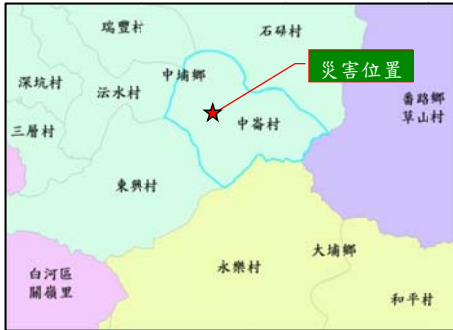 瑞豐村
石硦村
中埔鄉
災害位置
深坑村
沄水村
番路鄉
草山村
中崙村
三層村
東興村
大埔鄉
永樂村
白河區
關嶺里
和平村